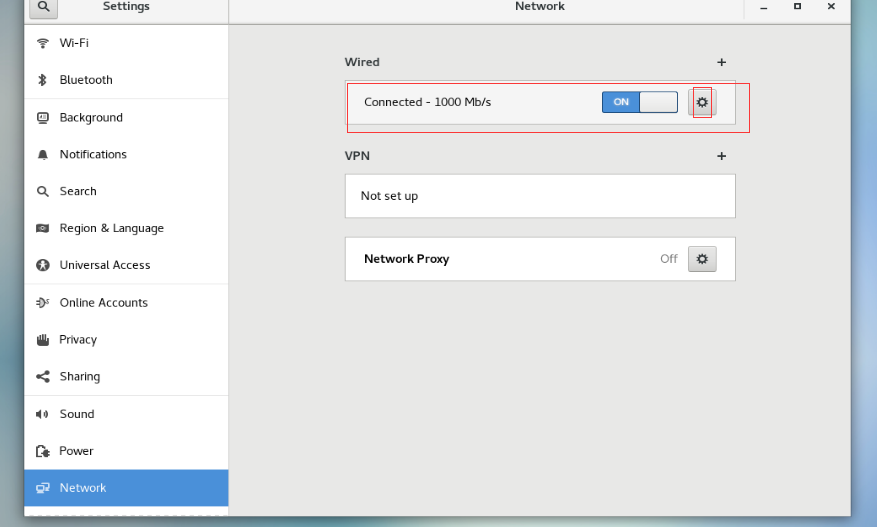 Settings
Network
Wi-Fi
Bluetooth
Background
Notifications
Search
Region & Language
Universal Access
Online Accounts
Privacy
Sharing
Sound
Power
Network
Wired
Connected - 1000 Mb/s
ON
VPN
Not set up
Network Proxy
Off